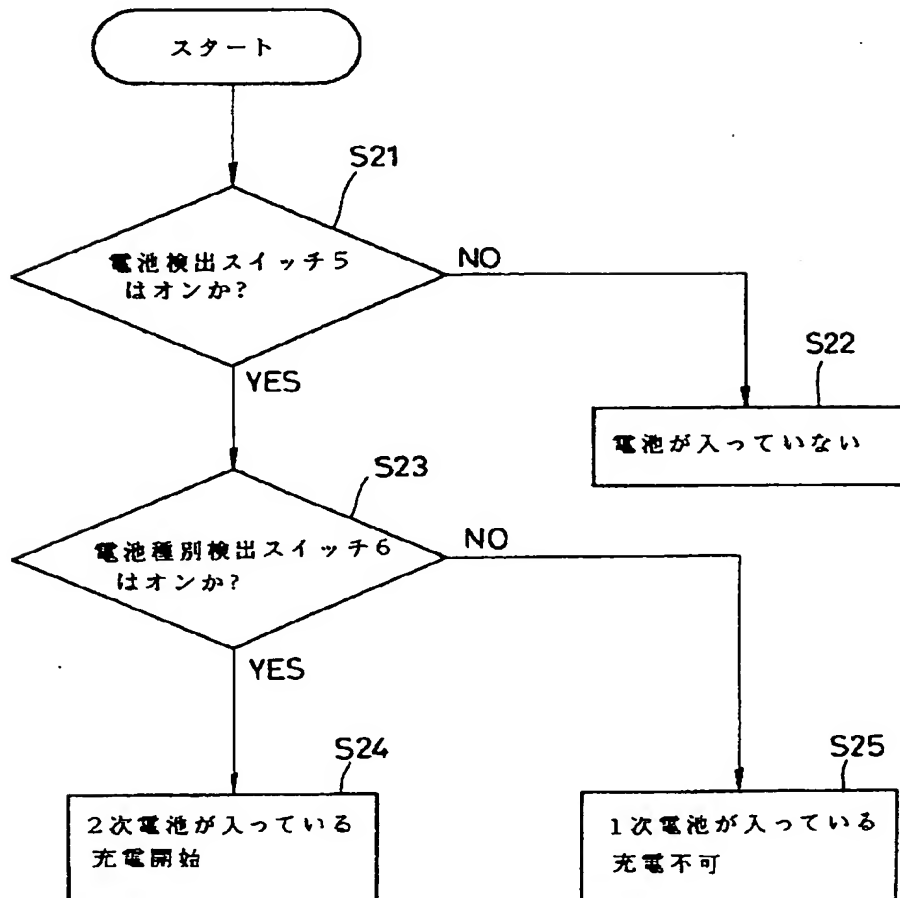 スタート
S21
電池検出スイッチ5
はオンか?
NO
YES
S22
電池が入っていない
S23
電池種別検出スイッチ6
はオンか?
NO
YES
S24
2次電池が入っている
充電開始
S25
1次電池が入っている
充電不可